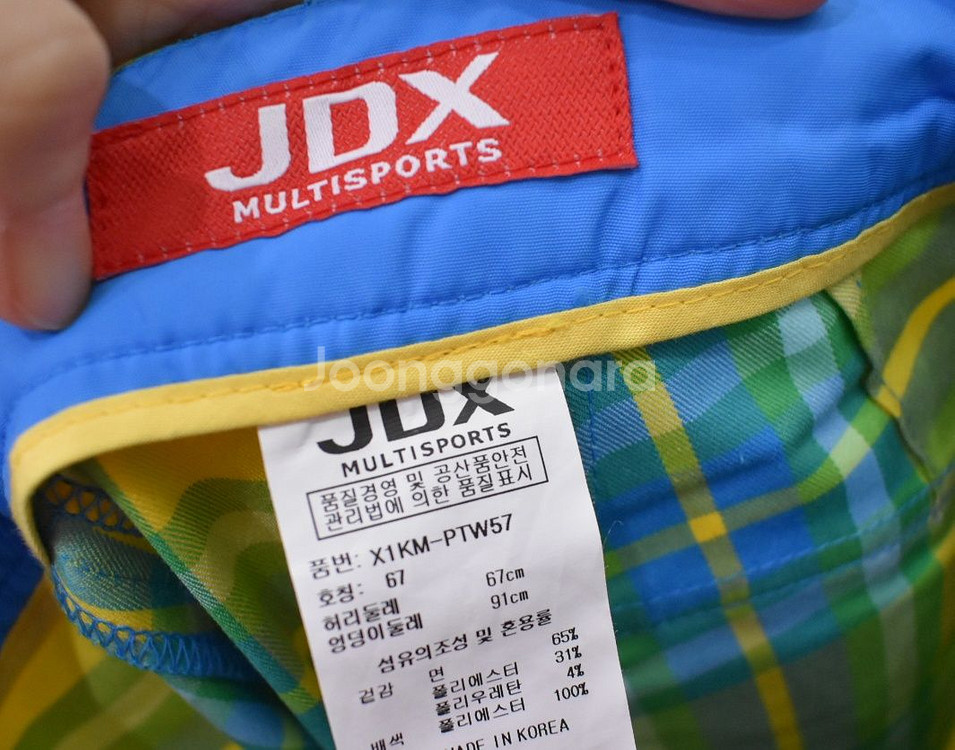 JDX
MULTISPORTS
Joonggonara
JDX
MULTISPORTS
품질경영 및 공산품안전
관리법에 의한 품질표시
품번: X1KM-PTW57
호칭: 67
허리둘레 67cm
엉덩이둘레 91cm
섬유의조성 및 혼용률
겉감 면 65%
폴리에스터 31%
폴리우레탄 4%
배색 폴리에스터 100%
MADE IN KOREA